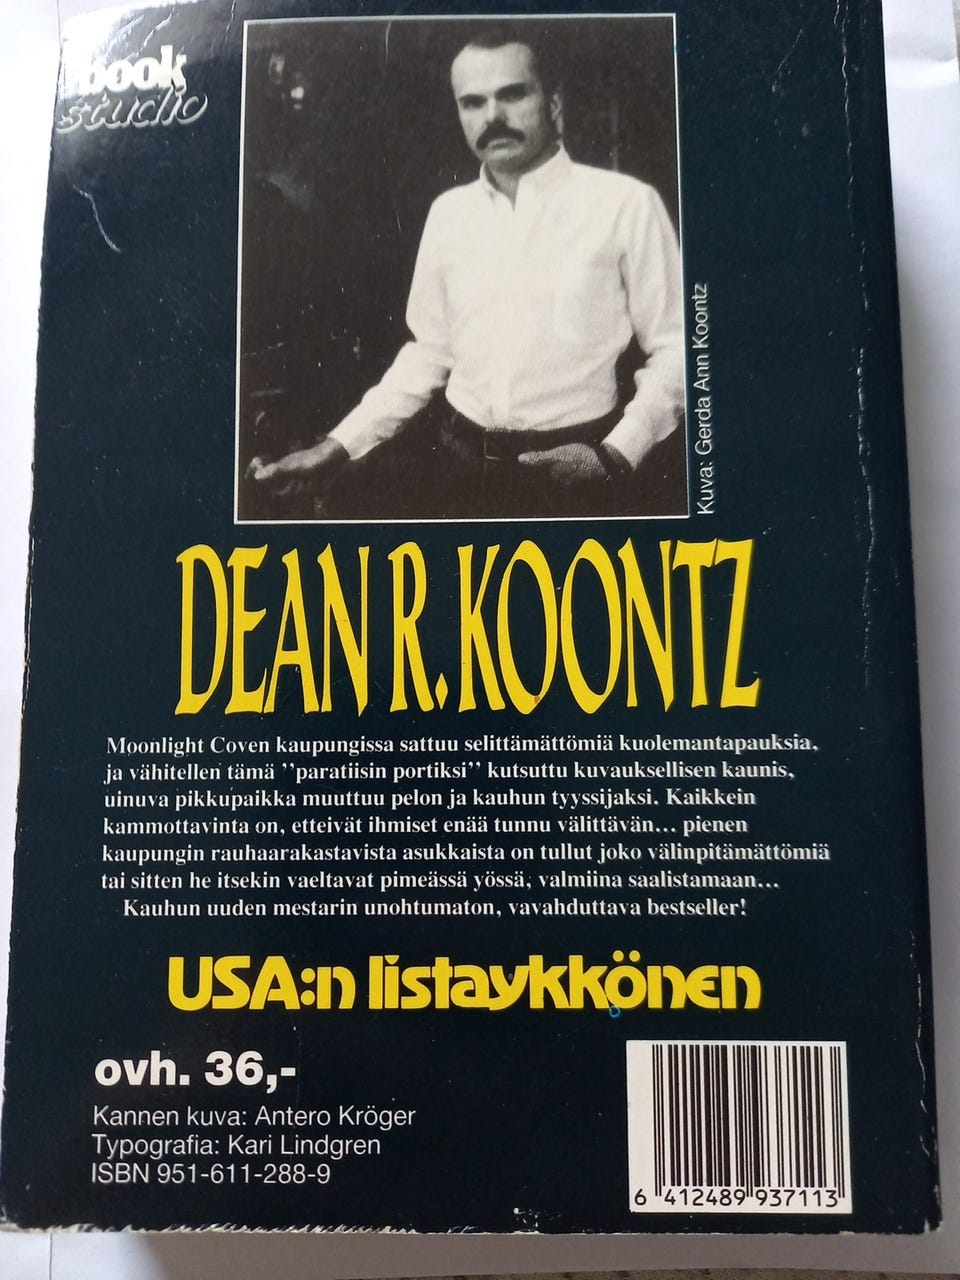 book
studio
Kuva: Gerda Ann Koontz
DEAN R. KOONTZ
Moonlight Coven kaupungissa sattuu selittämättömiä kuolemantapauksia,
ja vähitellen tämä ”paratiisin portiksi” kutsuttu kuvauksellisen kaunis,
uinuva pikkupaikka muuttuu pelon ja kauhun tyyssijaksi. Kaikkein
kammottavinta on, etteivät ihmiset enää tunnu välittävän... pienen
kaupungin rauhaarakastavista asukkaista on tullut joko välinpitämättömiä
tai sitten he itsekin vaeltavat pimeässä yössä, valmiina saalistamaan...
Kauhun uuden mestarin unohtumaton, vavahduttava bestseller!
USA:n listaykkönen
ovh. 36,-
Kannen kuva: Antero Kröger
Typografia: Kari Lindgren
ISBN 951-611-288-9
6 412489 937113